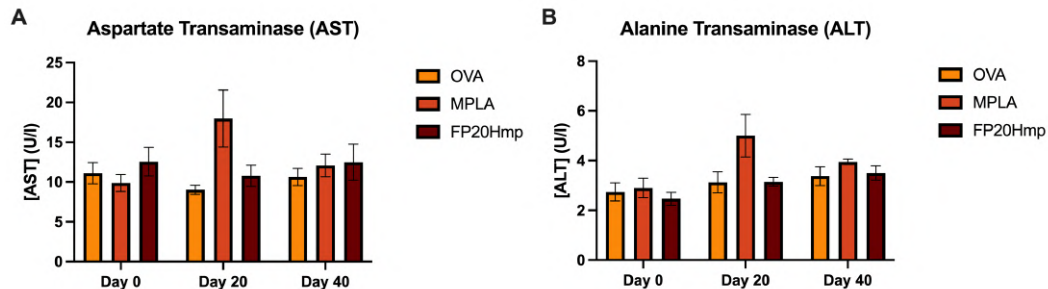 A
Aspartate Transaminase (AST)
[AST] (U/l)
25
20
15
10
5
0
Day 0
Day 20
Day 40
OVA
MPLA
FP20Hmp
B
Alanine Transaminase (ALT)
[ALT] (U/l)
8
6
4
2
0
Day 0
Day 20
Day 40
OVA
MPLA
FP20Hmp